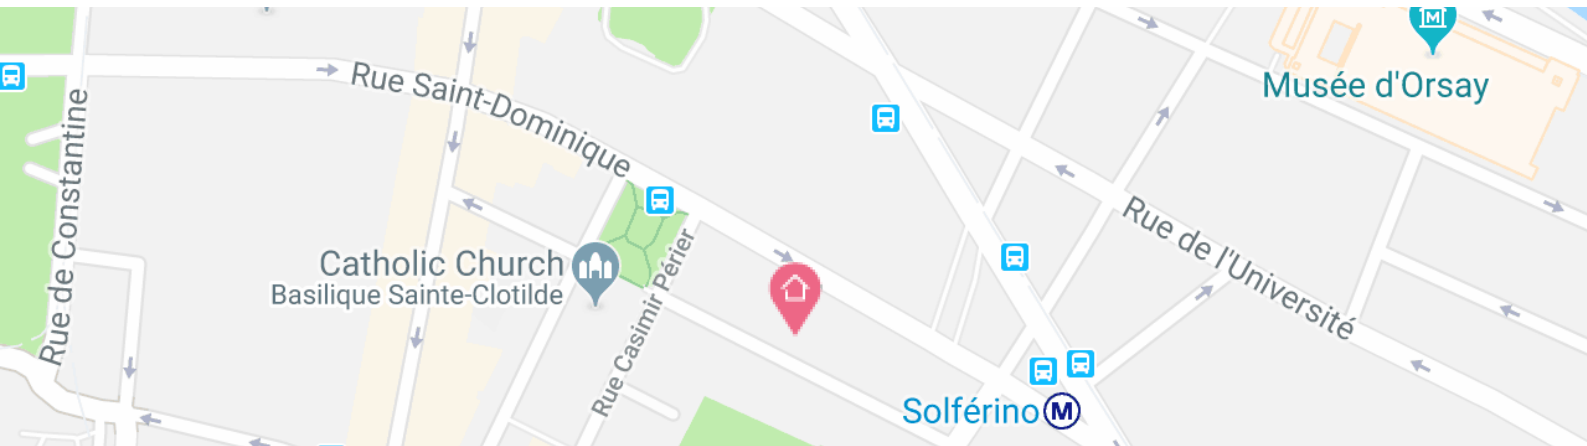 M
Musée d'Orsay
Rue Saint-Dominique
Rue de Constantine
Rue de l'Université
Catholic Church
Basilique Sainte-Clotilde
Rue Casimir Périer
Solférino M